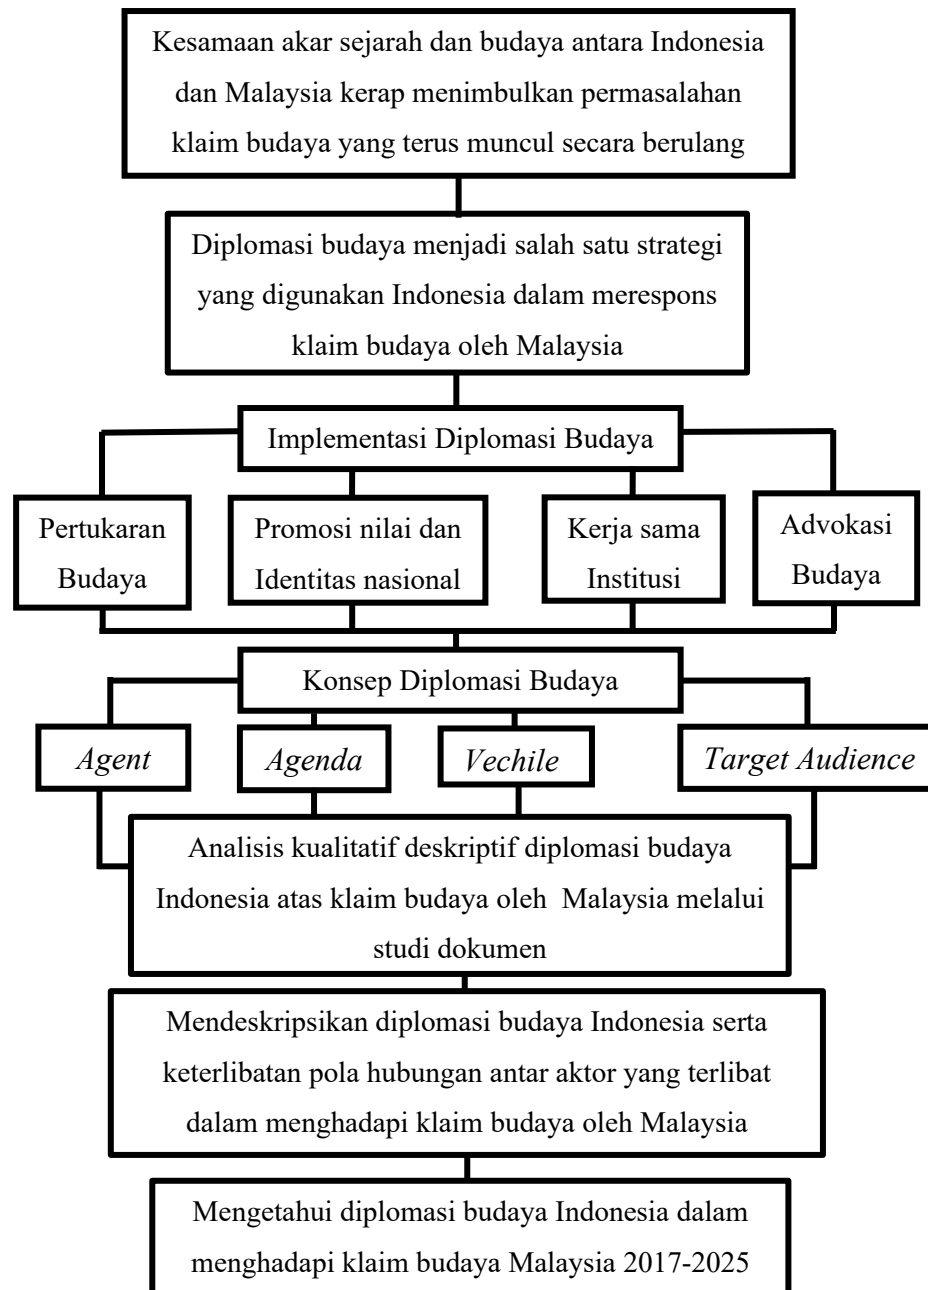 Kesamaan akar sejarah dan budaya antara Indonesia
dan Malaysia kerap menimbulkan permasalahan
klaim budaya yang terus muncul secara berulang
Diplomasi budaya menjadi salah satu strategi
yang digunakan Indonesia dalam merespons
klaim budaya oleh Malaysia
Implementasi Diplomasi Budaya
Pertukaran
Budaya
Promosi nilai dan
Identitas nasional
Kerja sama
Institusi
Advokasi
Budaya
Konsep Diplomasi Budaya
Agent
Agenda
Vechile
Target Audience
Analisis kualitatif deskriptif diplomasi budaya
Indonesia atas klaim budaya oleh Malaysia melalui
studi dokumen
Mendeskripsikan diplomasi budaya Indonesia serta
keterlibatan pola hubungan antar aktor yang terlibat
dalam menghadapi klaim budaya oleh Malaysia
Mengetahui diplomasi budaya Indonesia dalam
menghadapi klaim budaya Malaysia 2017-2025